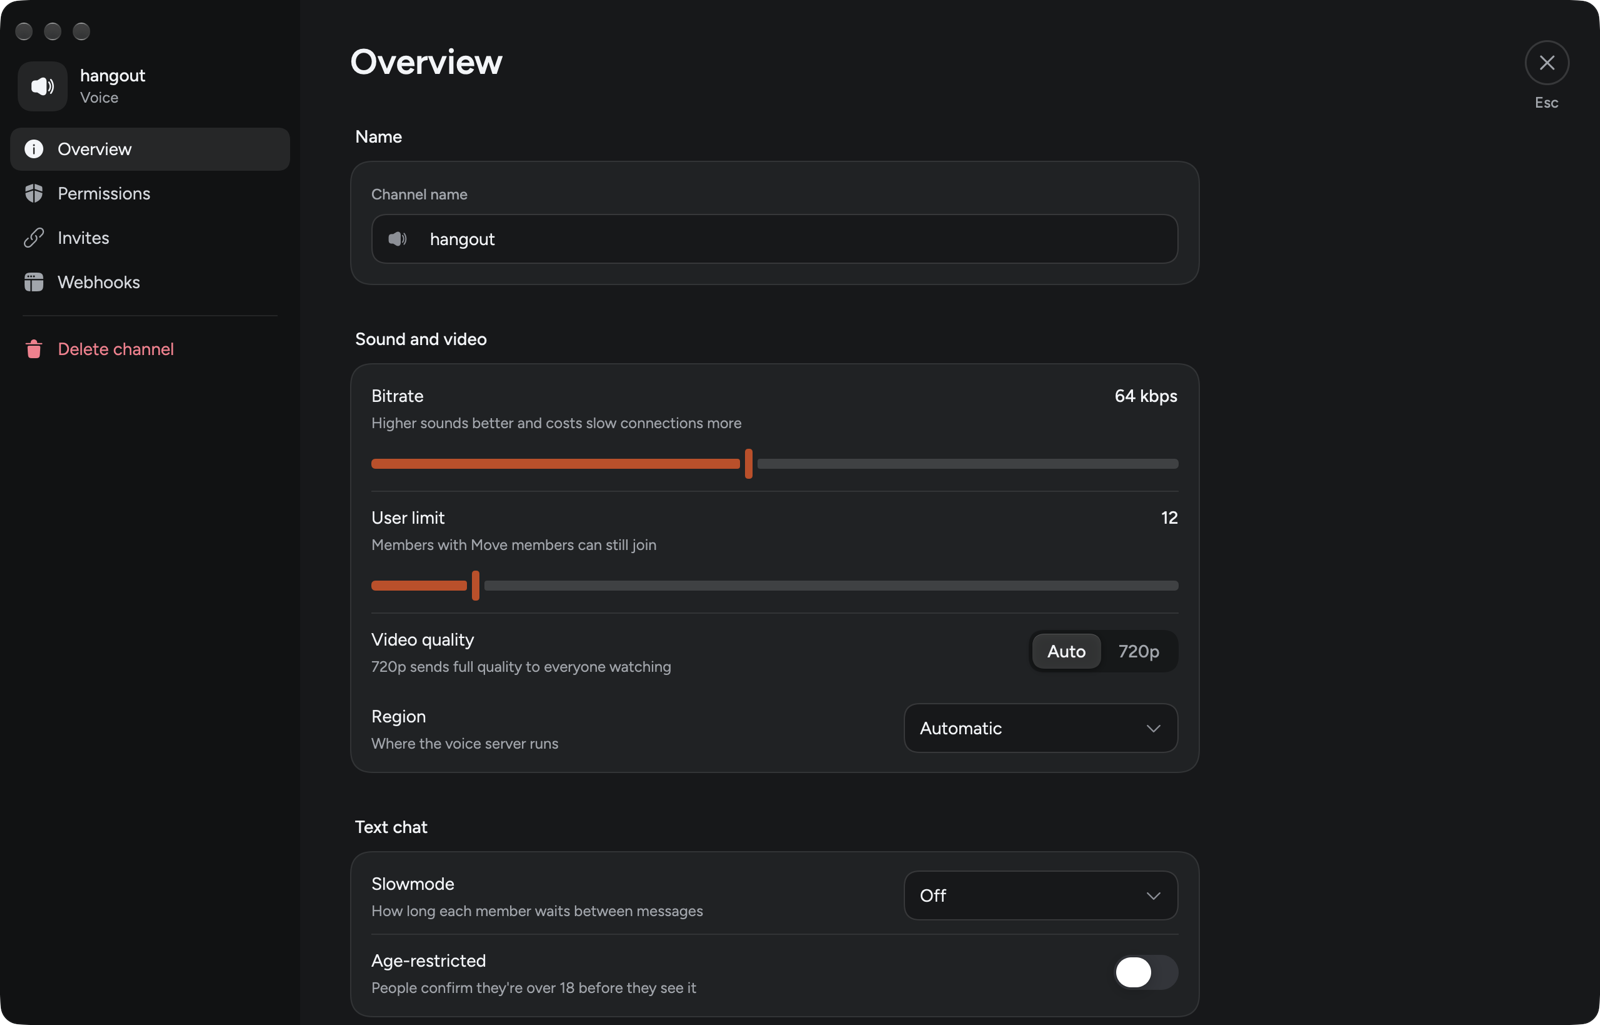 hangout
Voice
Overview
Permissions
Invites
Webhooks
Delete channel
Overview
Esc
Name
Channel name
hangout
Sound and video
Bitrate
64 kbps
Higher sounds better and costs slow connections more
User limit
12
Members with Move members can still join
Video quality
720p sends full quality to everyone watching
Auto
720p
Region
Where the voice server runs
Automatic
Text chat
Slowmode
How long each member waits between messages
Off
Age-restricted
People confirm they're over 18 before they see it